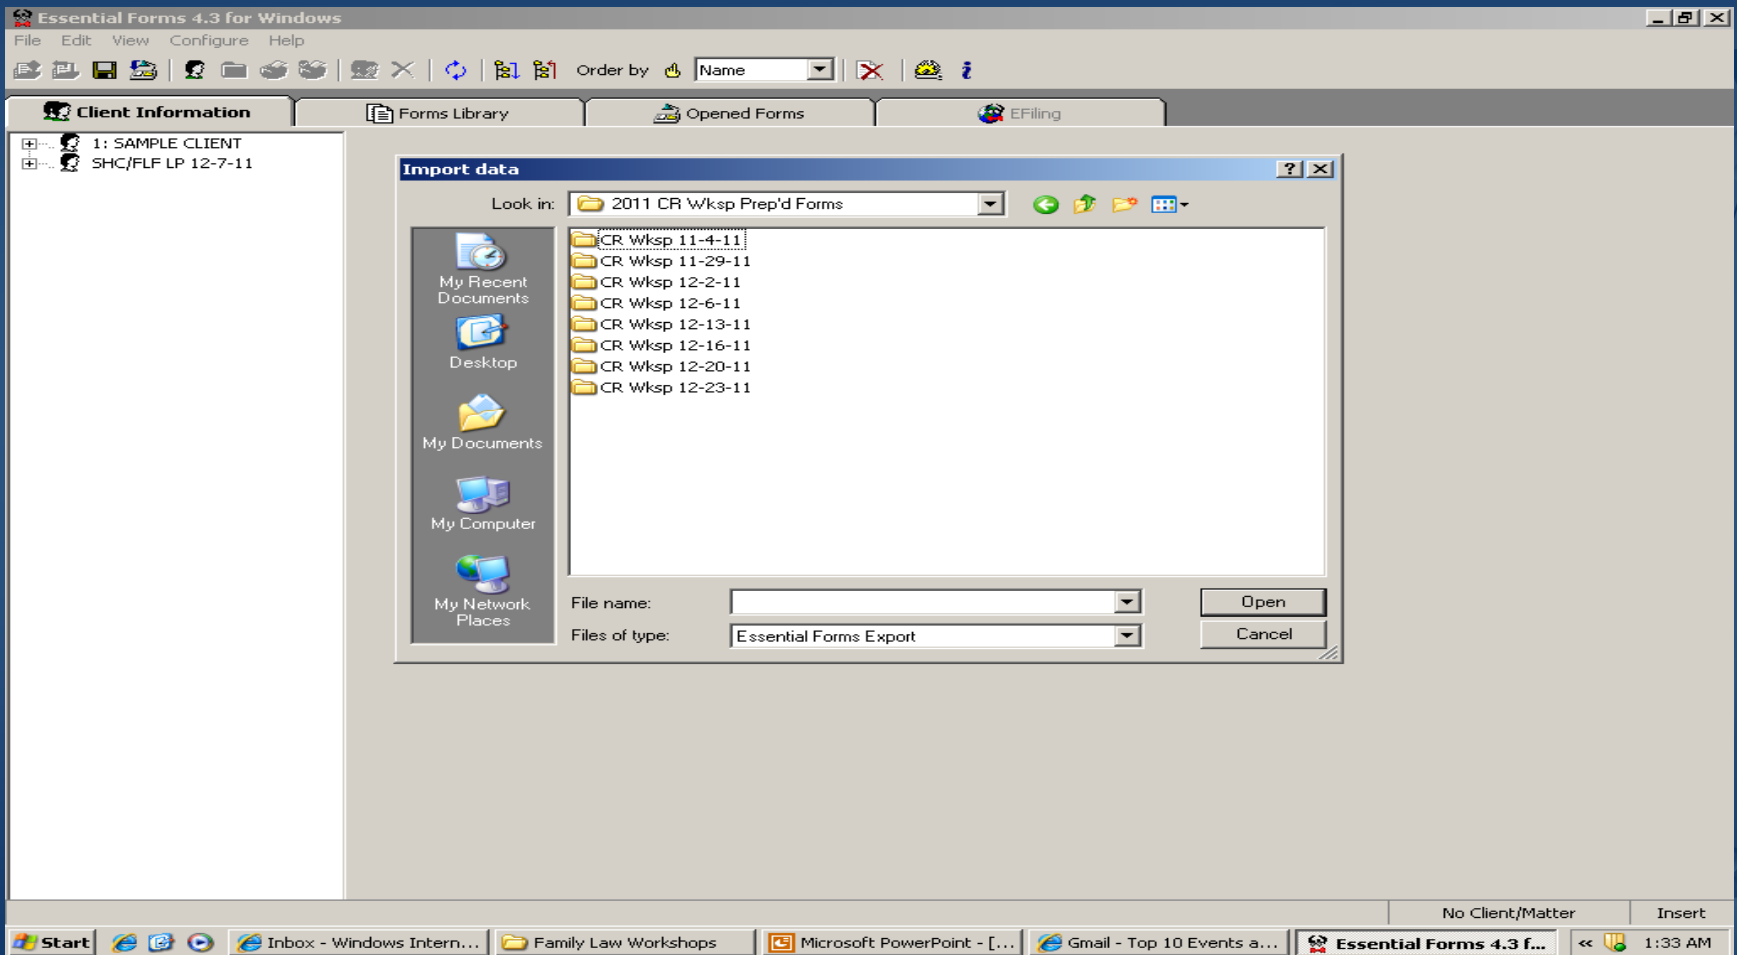 Essential Forms 4.3 for Windows
File Edit View Configure Help
Order by Name
Client Information Forms Library Opened Forms EFiling
1: SAMPLE CLIENT
SHC/FLF LP 12-7-11
Import data
Look in: 2011 CR Wksp Prep'd Forms
CR Wksp 11-4-11
CR Wksp 11-29-11
CR Wksp 12-2-11
CR Wksp 12-6-11
CR Wksp 12-13-11
CR Wksp 12-16-11
CR Wksp 12-20-11
CR Wksp 12-23-11
My Recent
Documents
Desktop
My Documents
My Computer
My Network
Places
File name: Open
Files of type: Essential Forms Export Cancel
No Client/Matter Insert
Start Inbox - Windows Intern... Family Law Workshops Microsoft PowerPoint - [... Gmail - Top 10 Events a... Essential Forms 4.3 f... « 1:33 AM